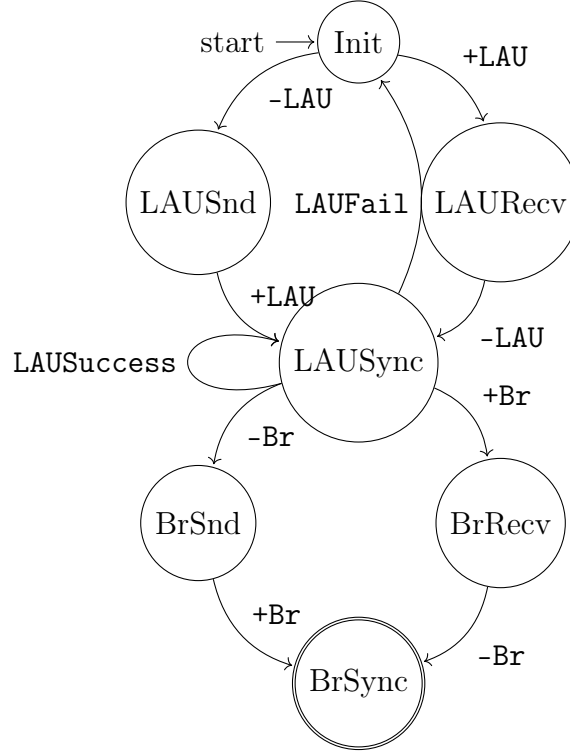 start
Init
+LAU
-LAU
LAUSnd
LAUFail
LAURecv
+LAU
-LAU
LAUSuccess
LAUSync
+Br
-Br
BrSnd
BrRecv
+Br
-Br
BrSync